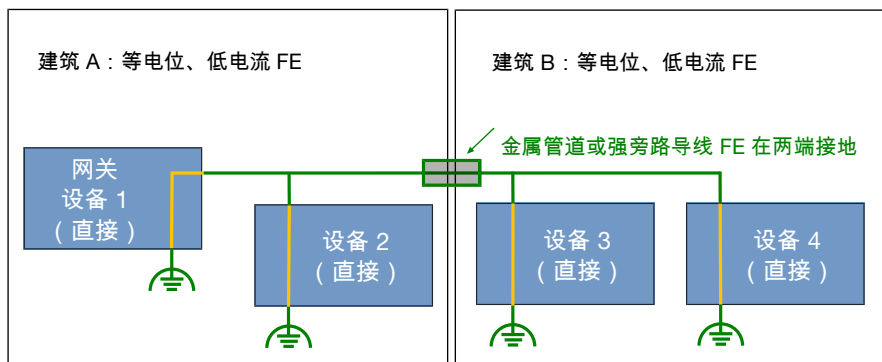 建筑 A：等电位、低电流 FE
建筑 B：等电位、低电流 FE
金属管道或强旁路导线 FE 在两端接地
网关
设备 1
（直接）
设备 2
（直接）
设备 3
（直接）
设备 4
（直接）